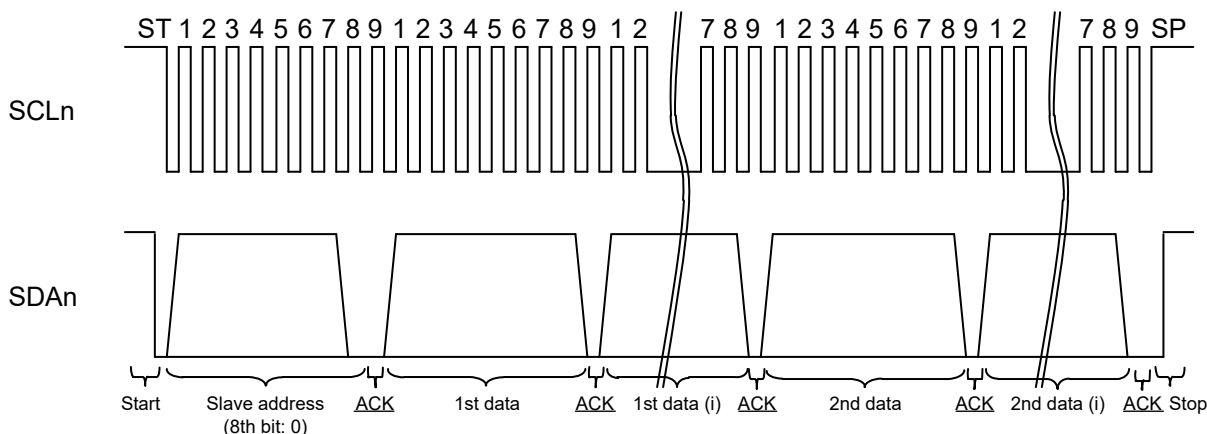 ST 1 2 3 4 5 6 7 8 9 1 2 3 4 5 6 7 8 9 1 2 7 8 9 1 2 3 4 5 6 7 8 9 1 2 7 8 9 SP
SCLn
SDAn
Start Slave address ACK 1st data ACK 1st data (i) ACK 2nd data ACK 2nd data (i) ACK Stop
(8th bit: 0)